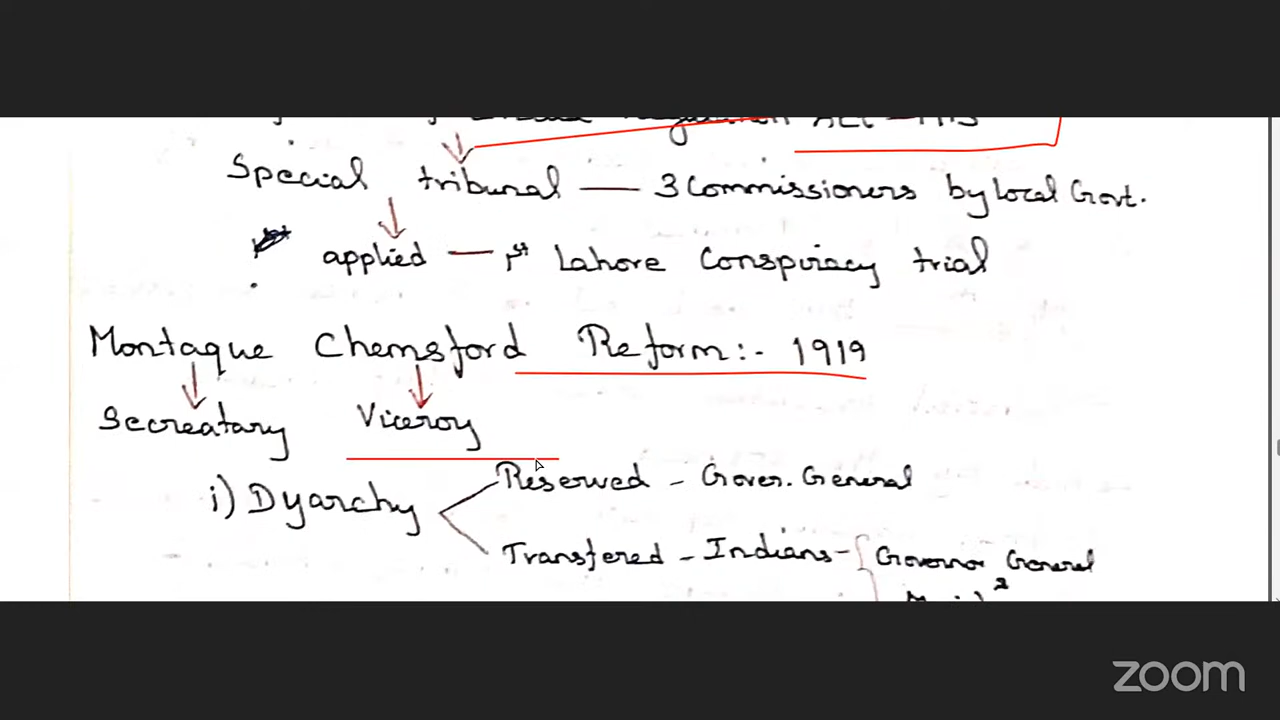 Special tribunal — 3 Commissioners by local Govt.
applied — 1st Lahore Conspiracy trial
Montaque Chemsford Reform:- 1919
Secreatary Viceroy
i) Dyarchy
Reserved - Gover. General
Transfered - Indians - Governor General
zoom